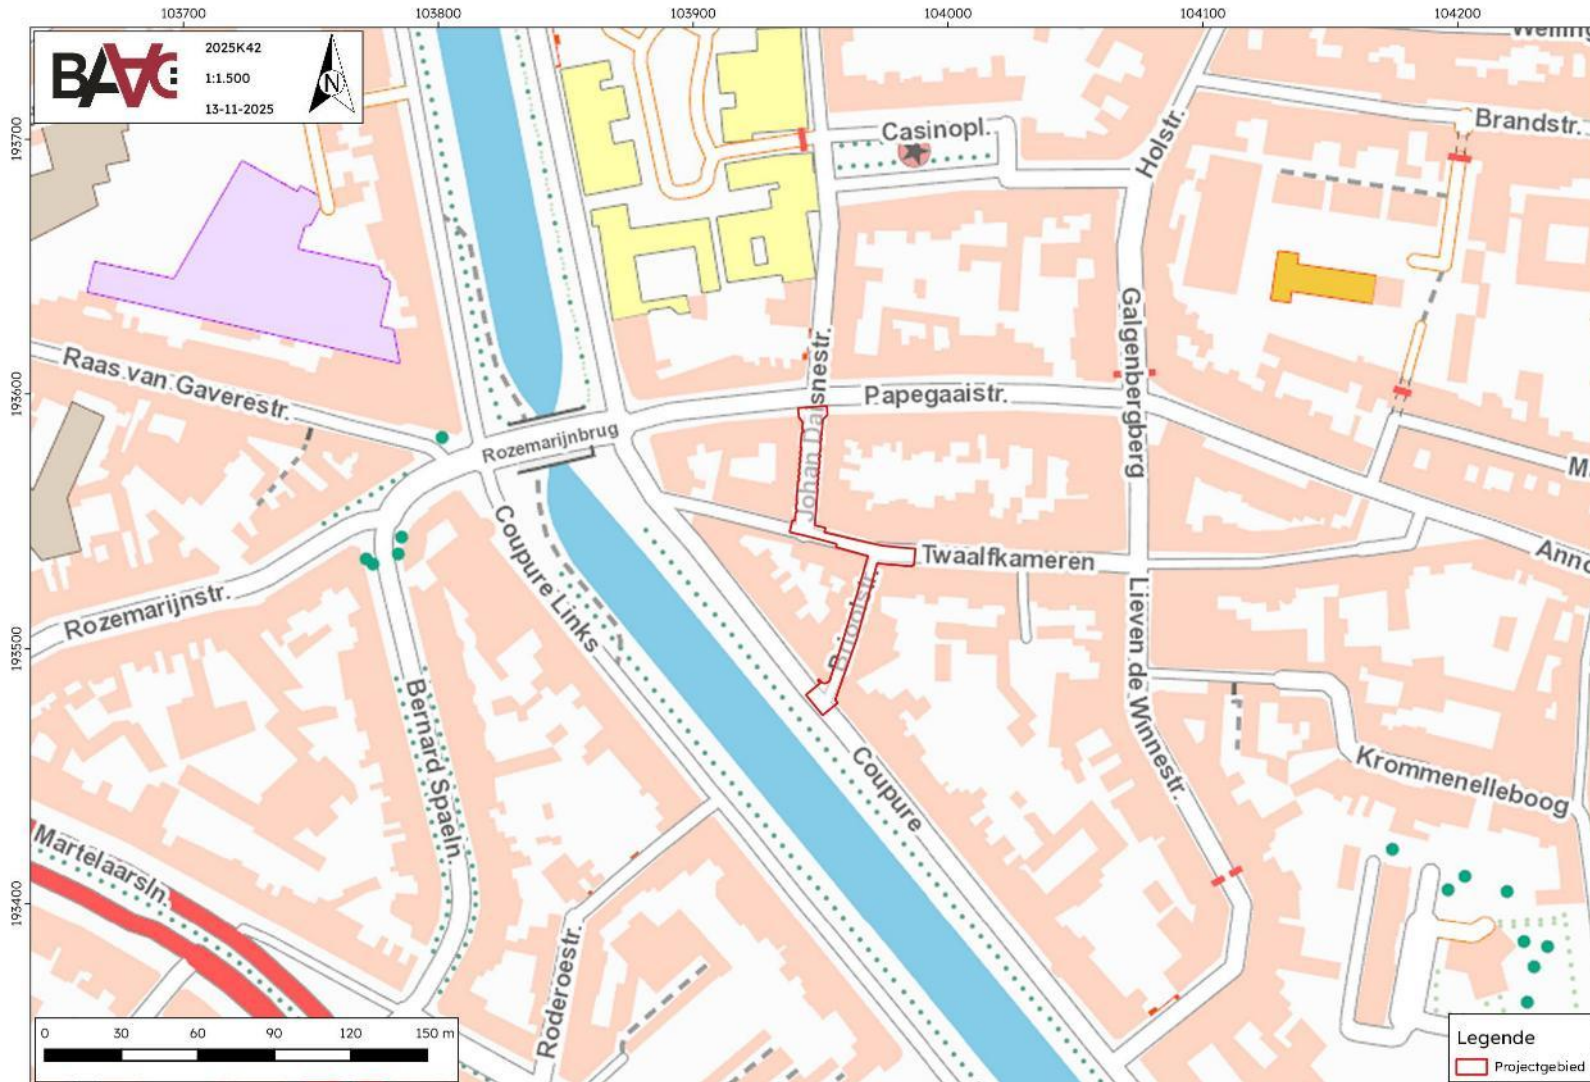 103700
103800
103900
104000
104100
104200
BAAC
2025K42
1:1.500
13-11-2025
N
193700
193600
193500
193400
Casinopl.
Holstr.
Brandstr.
Raas van Gaverestr.
Rozemarijnbrug
Papegaaistr.
Galgenbergberg
Coupure Links
Twaalfkameren
Rozemarijnstr.
Bernard Spaeln.
Lieven de Winnestr.
Coupure
Krommenelleboog
Martelaarsln.
Roderoestr.
0
30
60
90
120
150 m
Legende
Projectgebied